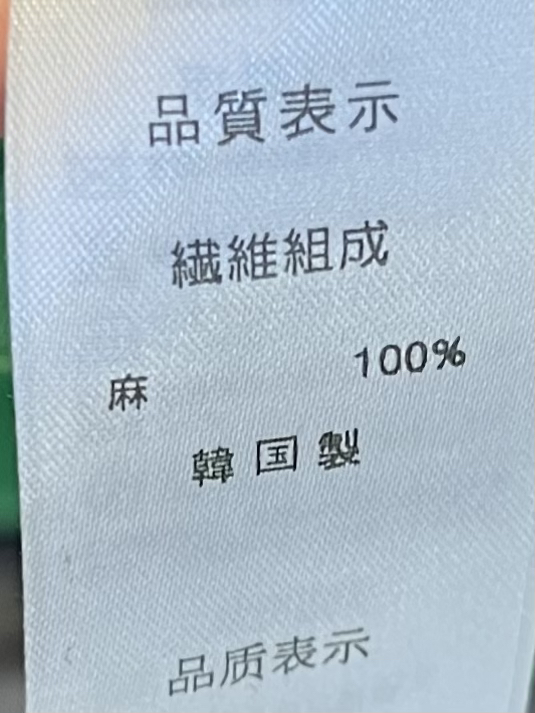 品質表示
繊維組成
麻 100%
韓国製
品质表示